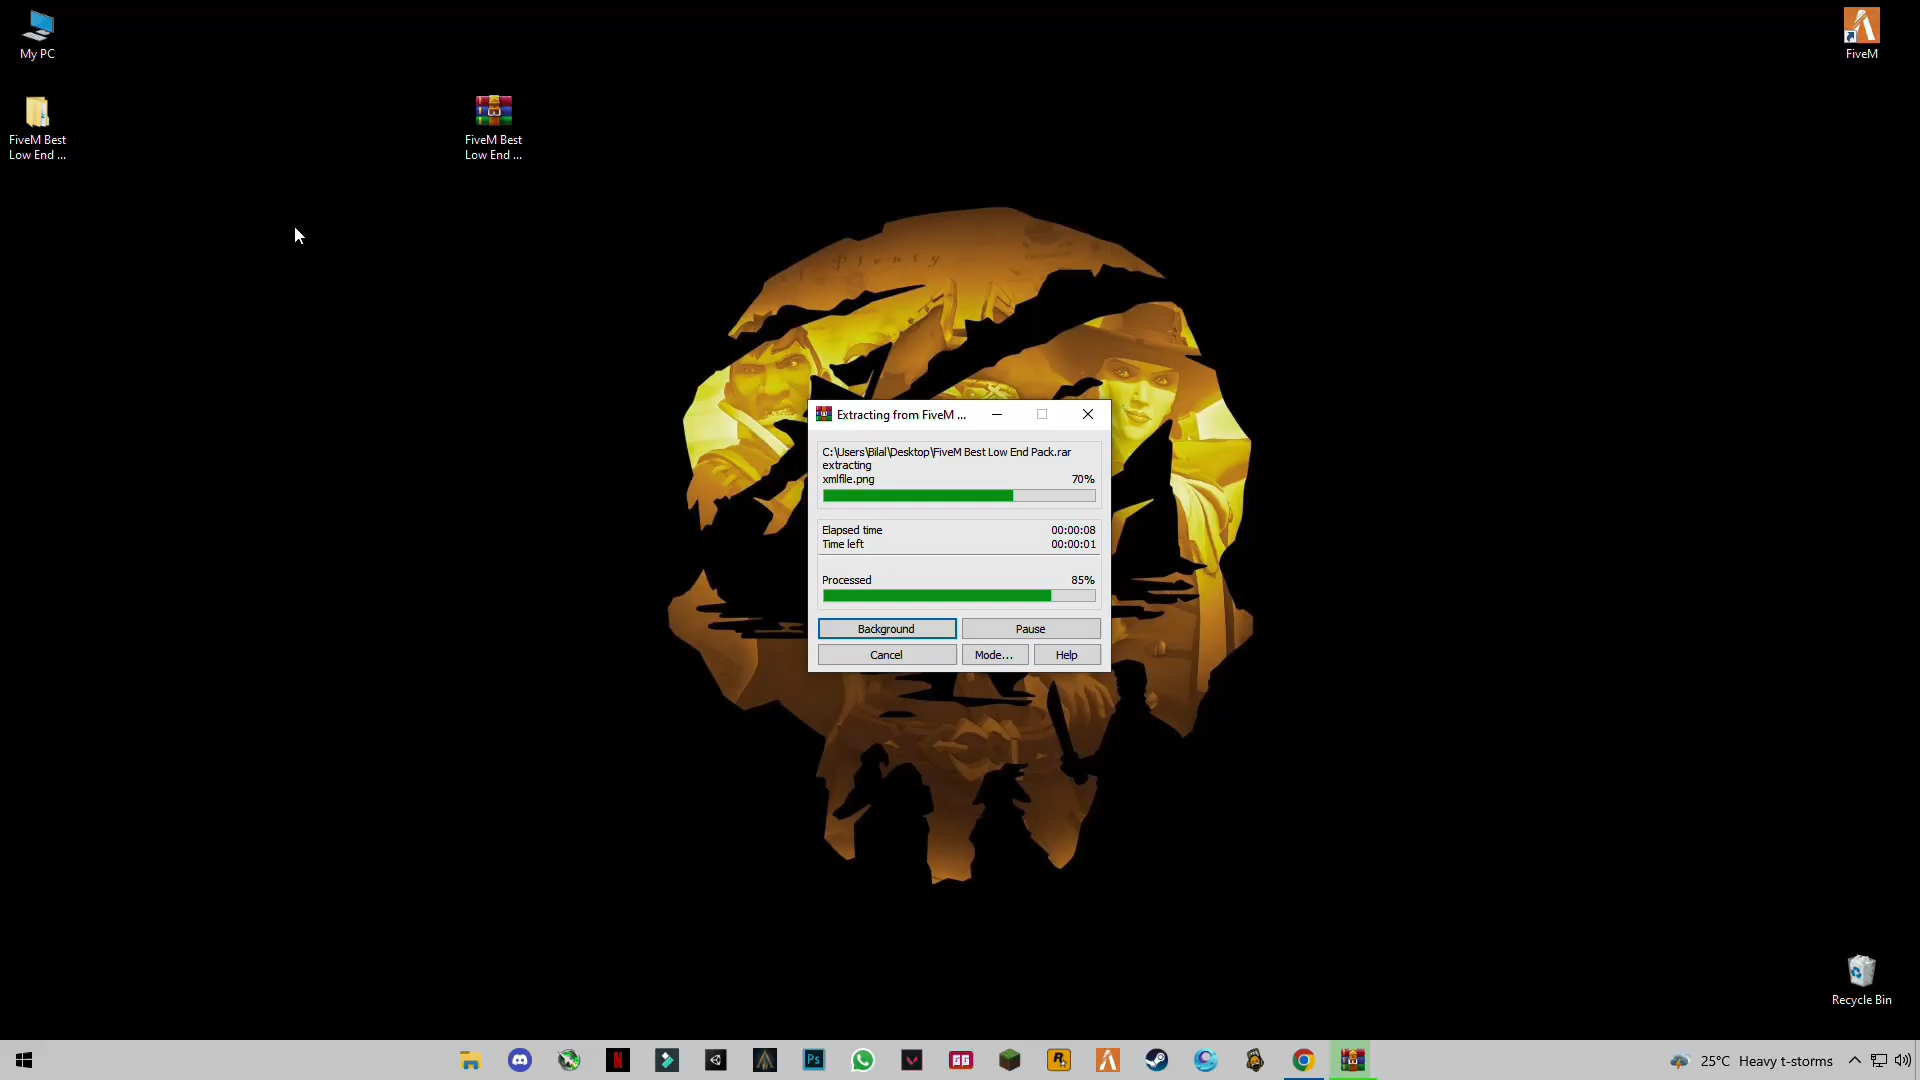 My PC
FiveM
FiveM Best
Low End ...
FiveM Best
Low End ...
Plenty
Extracting from FiveM ...
C:\Users\Bilal\Desktop\FiveM Best Low End Pack.rar
extracting
xmlfile.png 70%
Elapsed time 00:00:08
Time left 00:00:01
Processed 85%
Background Pause
Cancel Mode... Help
Recycle Bin
Ps
25°C Heavy t-storms